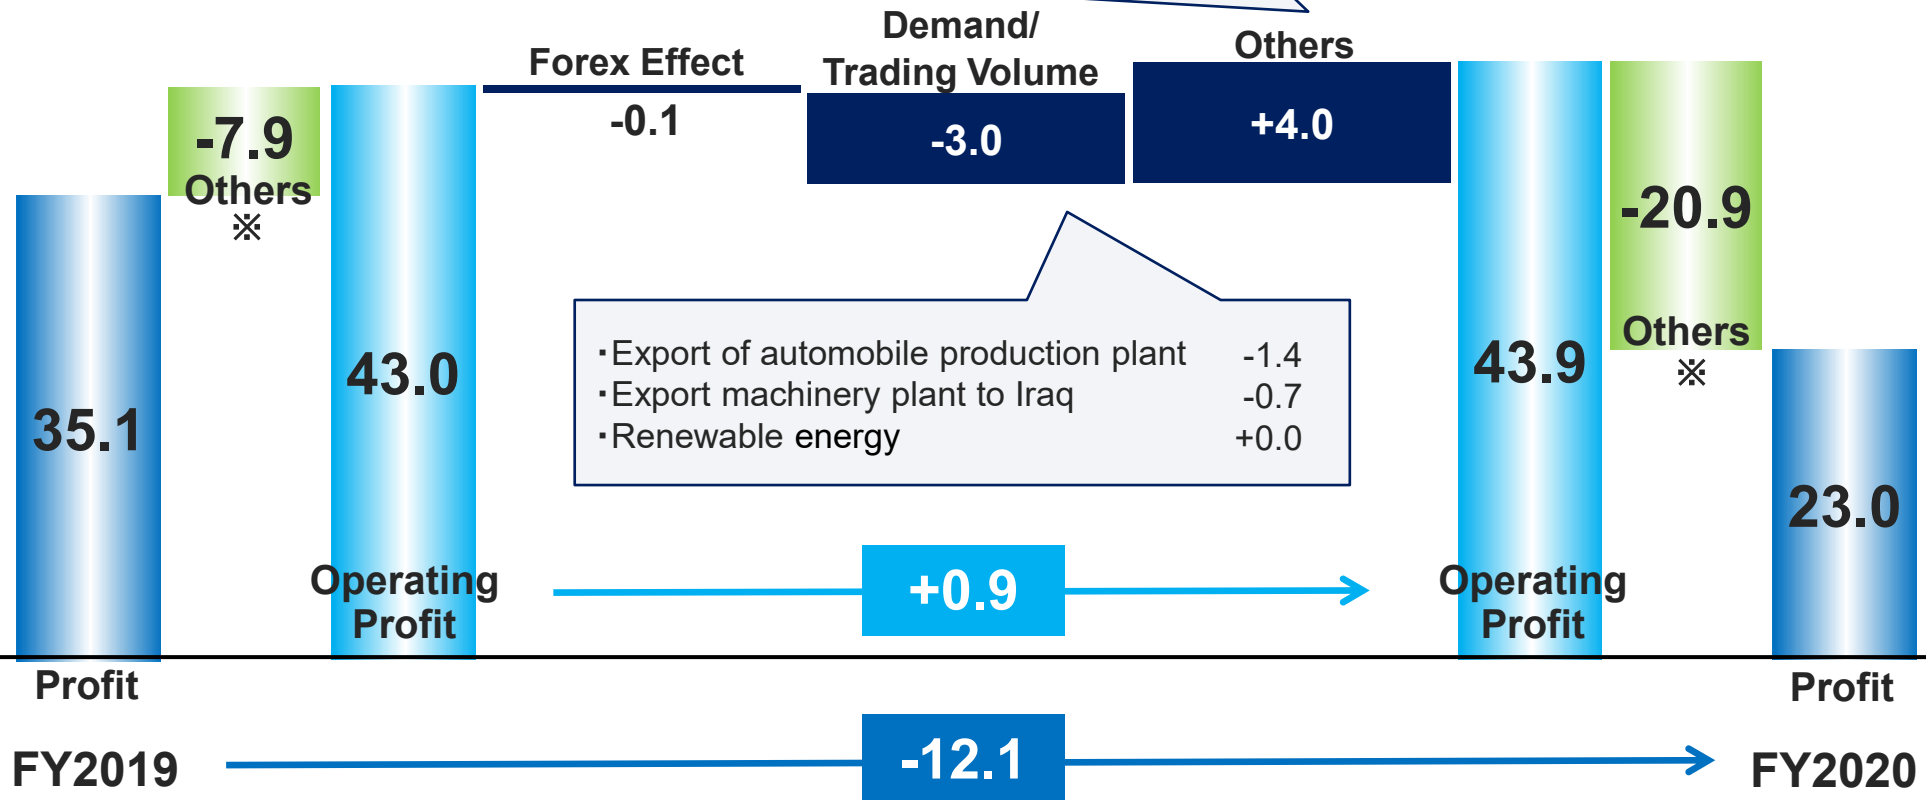 Demand/
Trading Volume
Others
Forex Effect
-0.1
-3.0
+4.0
-7.9
Others
※
-20.9
Others
※
35.1
43.0
・Export of automobile production plant -1.4
・Export machinery plant to Iraq -0.7
・Renewable energy +0.0
43.9
23.0
Operating
Profit
+0.9
Operating
Profit
Profit
Profit
FY2019
-12.1
FY2020